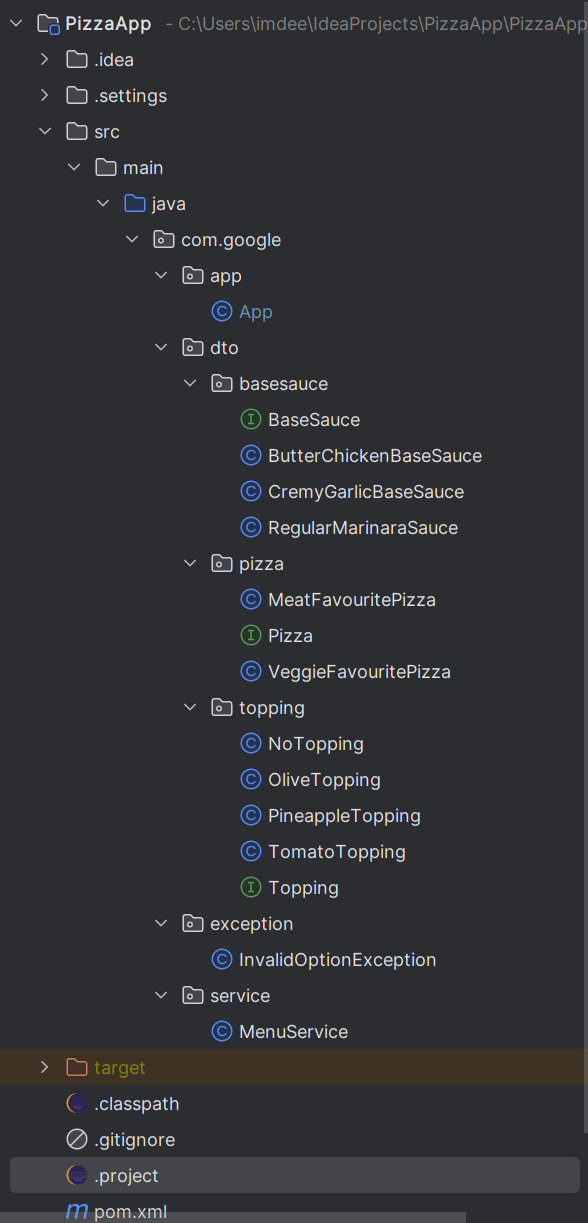 PizzaApp - C:\Users\imdee\IdeaProjects\PizzaApp\PizzaApp
.idea
.settings
src
main
java
com.google
app
App
dto
basesauce
BaseSauce
ButterChickenBaseSauce
CremyGarlicBaseSauce
RegularMarinaraSauce
pizza
MeatFavouritePizza
Pizza
VeggieFavouritePizza
topping
NoTopping
OliveTopping
PineappleTopping
TomatoTopping
Topping
exception
InvalidOptionException
service
MenuService
target
.classpath
.gitignore
.project
pom.xml